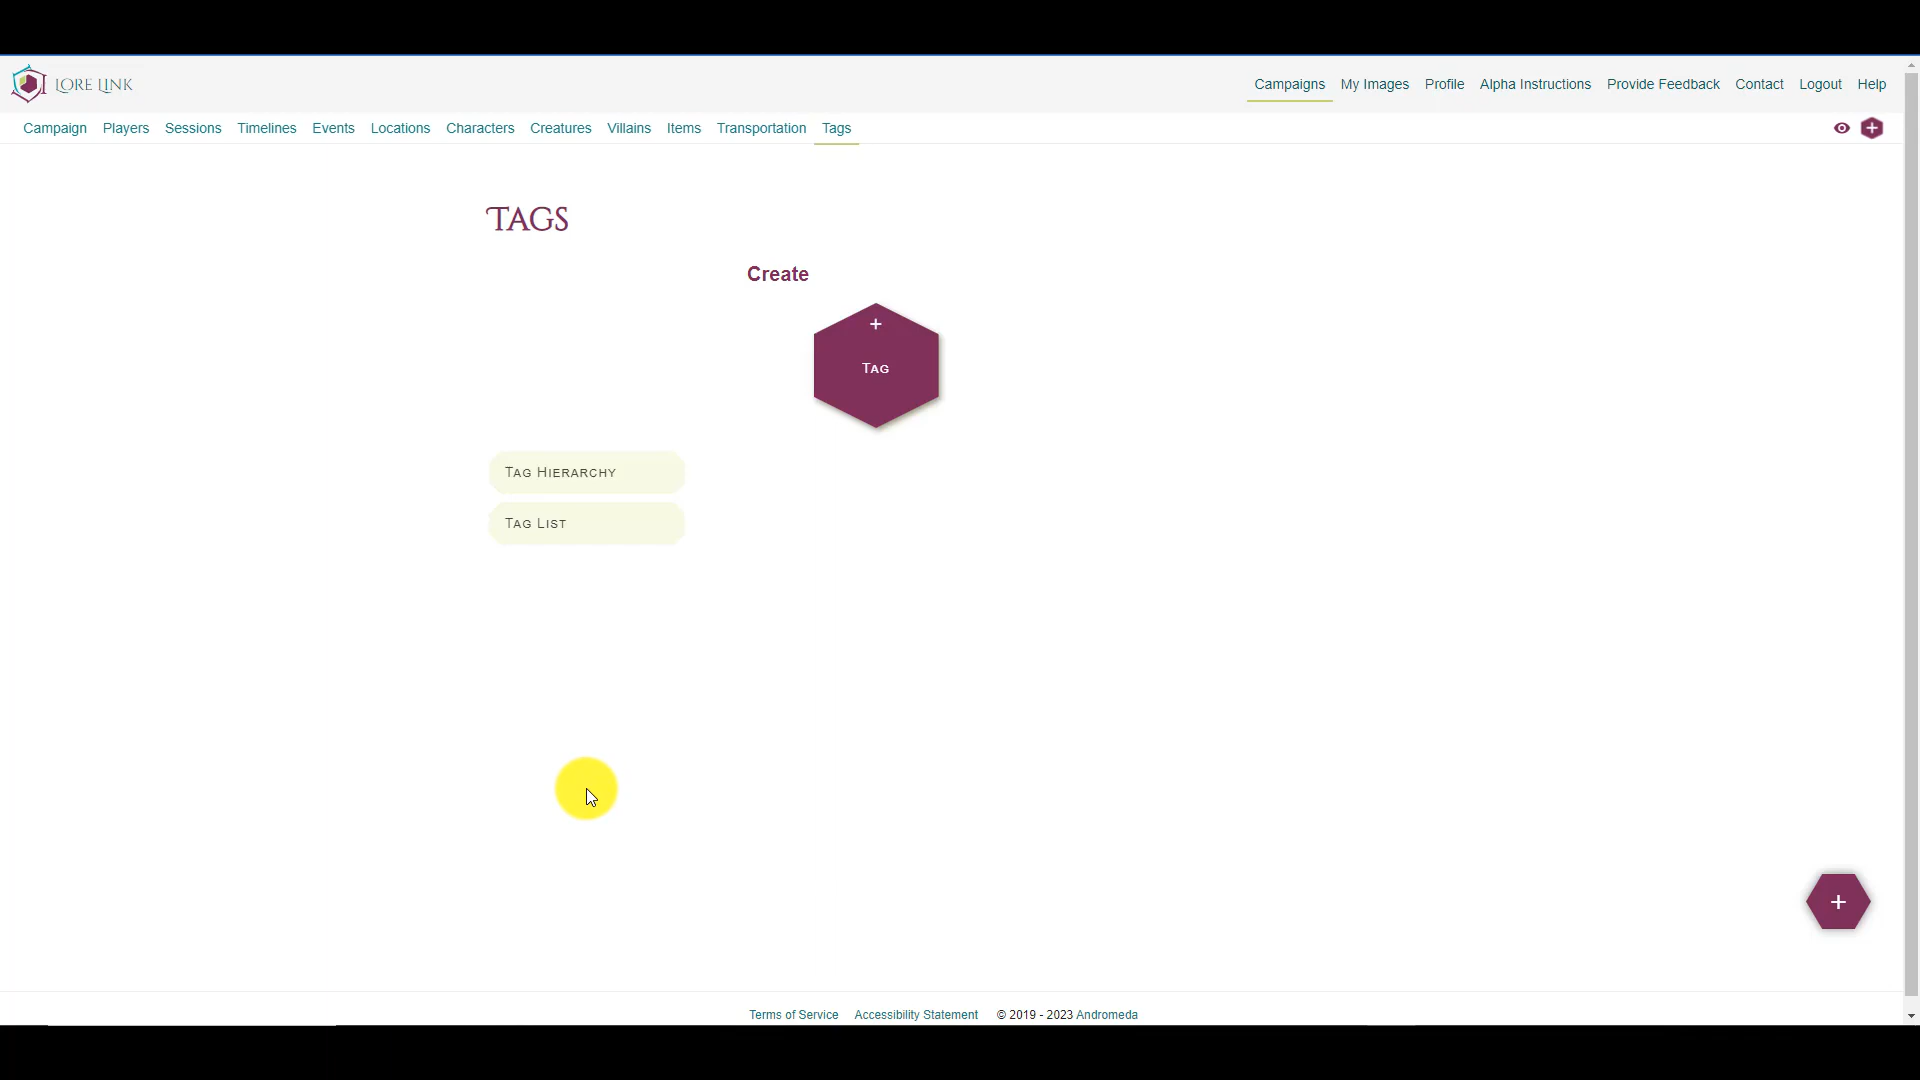 LORE LINK
Campaigns My Images Profile Alpha Instructions Provide Feedback Contact Logout Help
Campaign Players Sessions Timelines Events Locations Characters Creatures Villains Items Transportation Tags
+
TAGS
Create
+
TAG
TAG HIERARCHY
TAG LIST
+
Terms of Service Accessibility Statement © 2019 - 2023 Andromeda